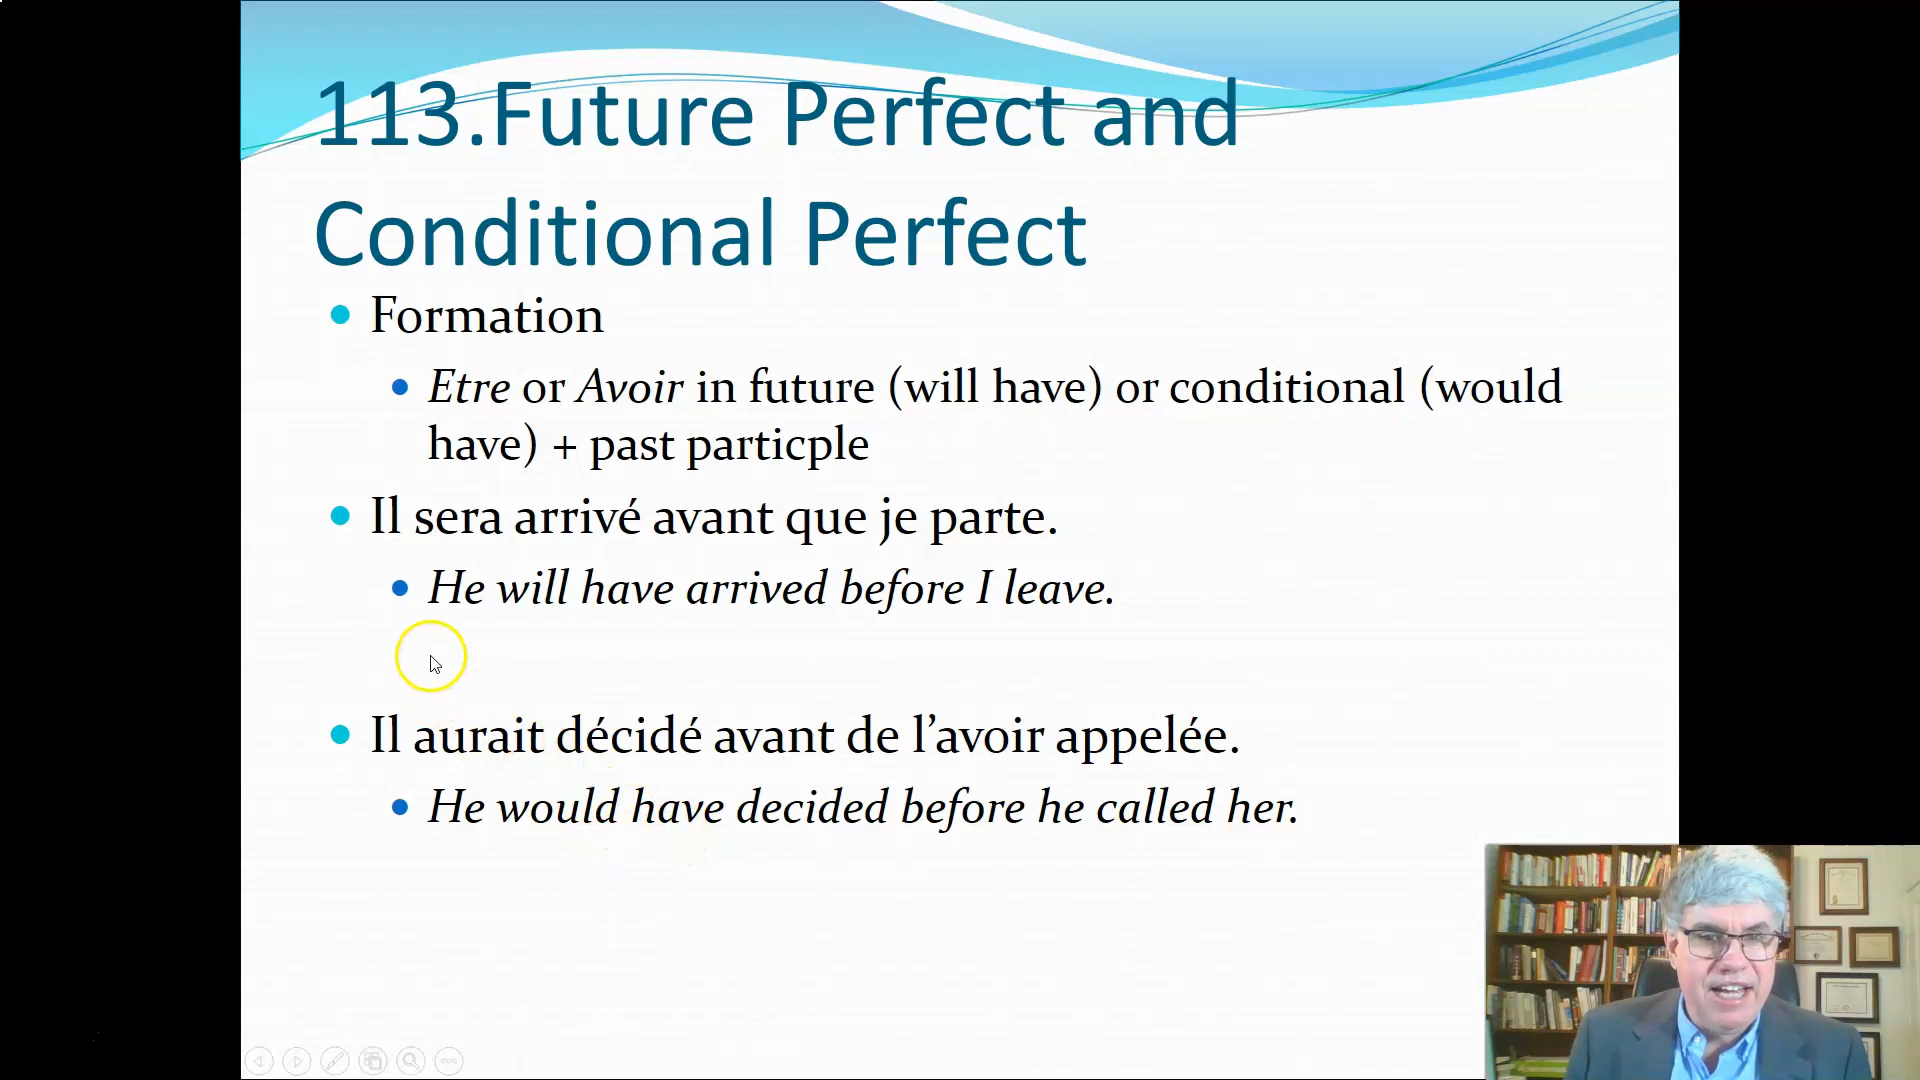 113.Future Perfect and
Conditional Perfect
Formation
Etre or Avoir in future (will have) or conditional (would
have) + past particple
Il sera arrivé avant que je parte.
He will have arrived before I leave.
Il aurait décidé avant de l’avoir appelée.
He would have decided before he called her.